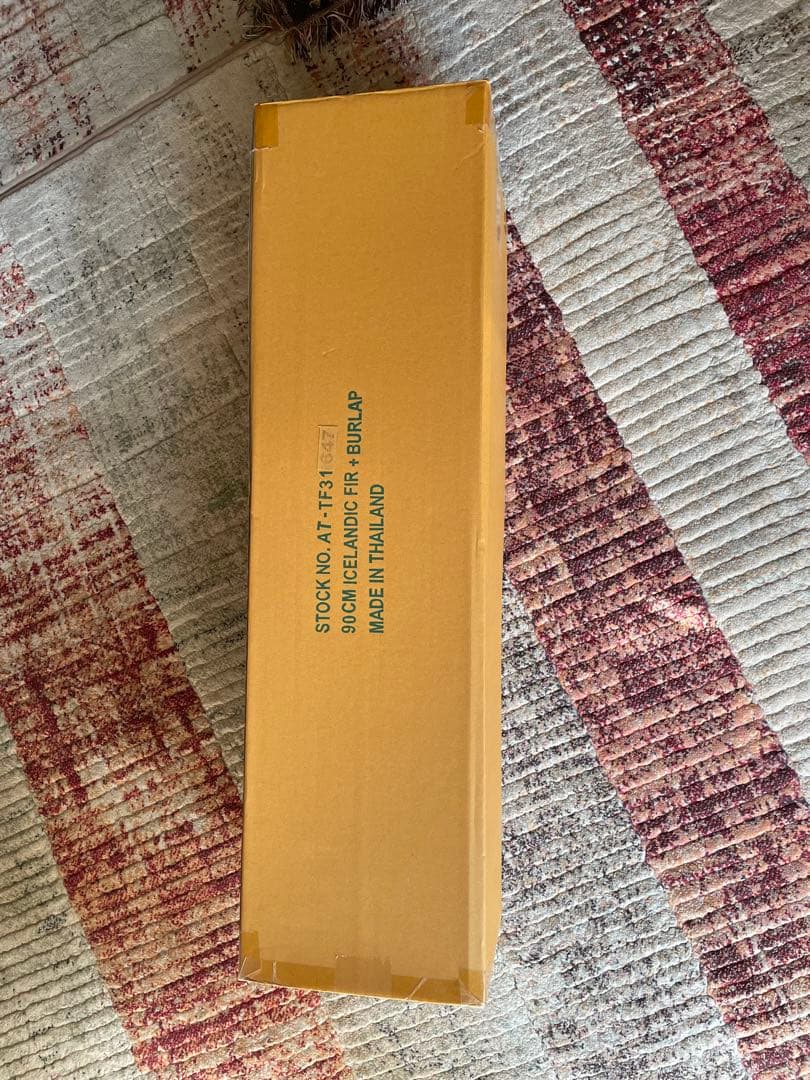 STOCK NO. AT-TF31 647
90CM ICELANDIC FIR + BURLAP
MADE IN THAILAND